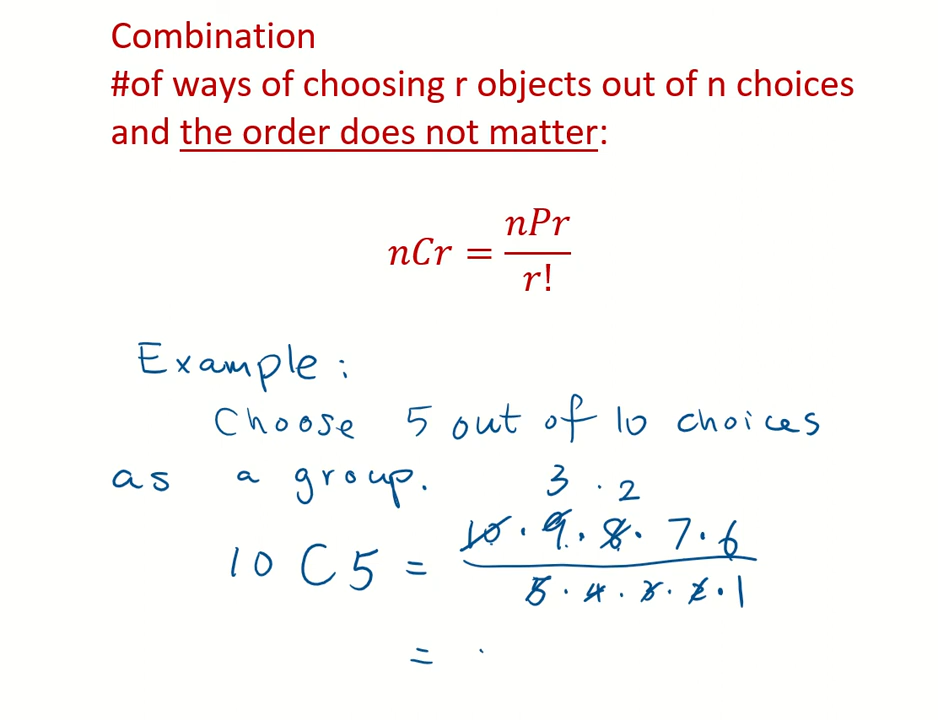 Combination
#of ways of choosing r objects out of n choices
and the order does not matter:
nCr = nPr / r!
Example:
Choose 5 out of 10 choices
as a group.
3 · 2
10 C 5 = 10 · 9 · 8 · 7 · 6 / 5 · 4 · 3 · 2 · 1
= ·